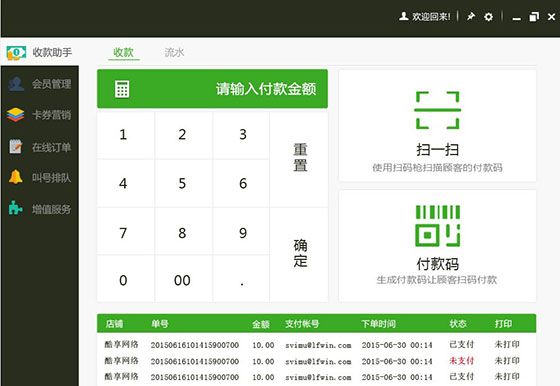 欢迎回来!
收款助手
会员管理
卡券营销
在线订单
叫号排队
增值服务
收款 流水
请输入付款金额
1 2 3 重置
4 5 6
7 8 9 确定
0 00 .
扫一扫
使用扫码枪扫描顾客的付款码
付款码
生成付款码让顾客扫码付款
店铺 单号 金额 支付帐号 下单时间 状态 打印
酷享网络 20150616101415900700 10.00 svimu@lfwin.com 2015-06-30 00:14 已支付 未打印
酷享网络 20150616101415900700 10.00 svimu@lfwin.com 2015-06-30 00:14 未支付 未打印
酷享网络 20150616101415900700 10.00 svimu@lfwin.com 2015-06-30 00:14 已支付 未打印